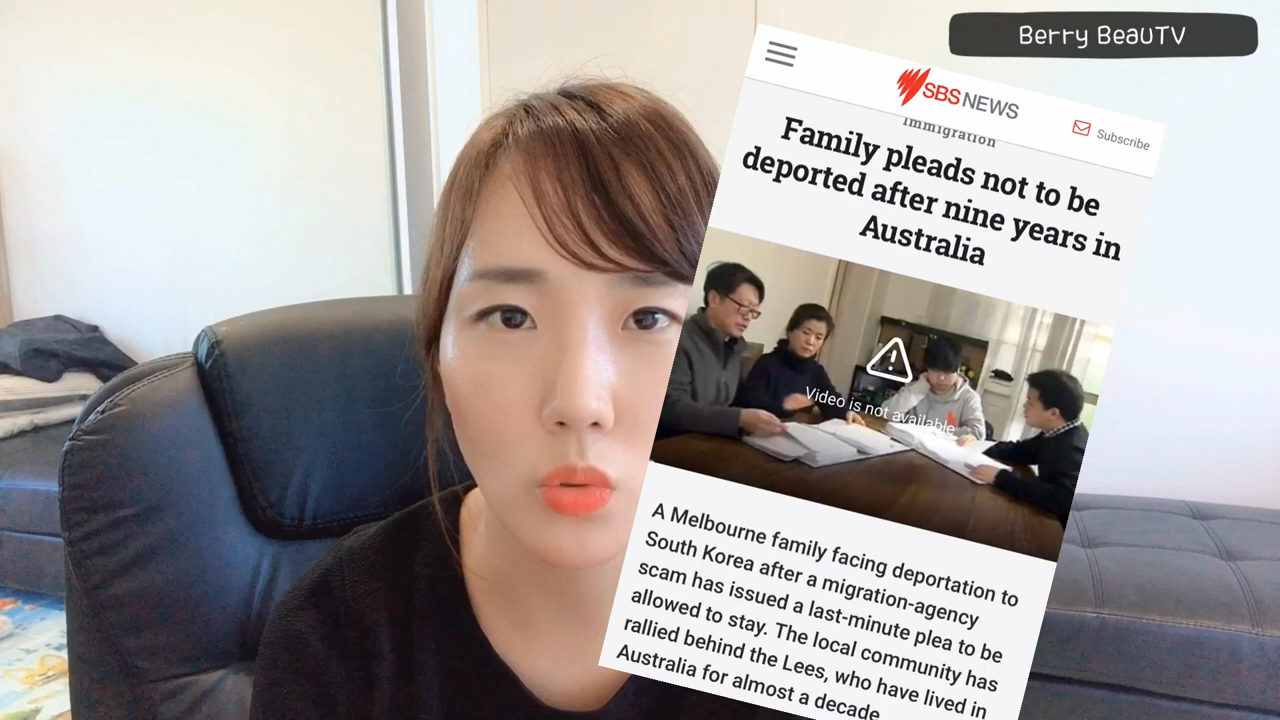 Berry BeauTV
SBS NEWS
Subscribe
Immigration
Family pleads not to be
deported after nine years in
Australia
Video is not available
A Melbourne family facing deportation to
South Korea after a migration-agency
scam has issued a last-minute plea to be
allowed to stay. The local community has
rallied behind the Lees, who have lived in
Australia for almost a decade